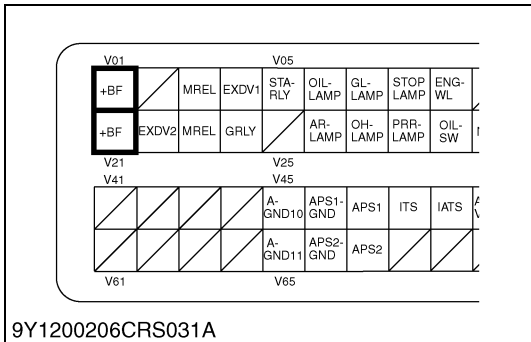 V01 V05
+BF MREL EXDV1 STA-RLY OIL-LAMP GL-LAMP STOP LAMP ENG-WL
+BF EXDV2 MREL GRLY AR-LAMP OH-LAMP PRR-LAMP OIL-SW
V21 V25
V41 V45
A-GND10 APS1-GND APS1 ITS IATS
A-GND11 APS2-GND APS2
V61 V65
9Y1200206CRS031A